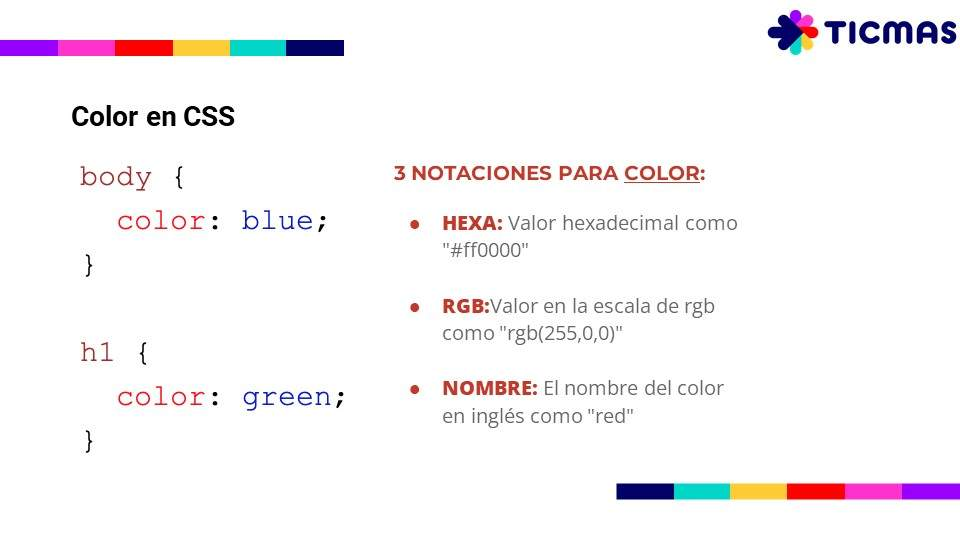 TICMAS
Color en CSS
body {
color: blue;
}
h1 {
color: green;
}
3 NOTACIONES PARA COLOR:
● HEXA: Valor hexadecimal como
"#ff0000"
● RGB:Valor en la escala de rgb
como "rgb(255,0,0)"
● NOMBRE: El nombre del color
en inglés como "red"